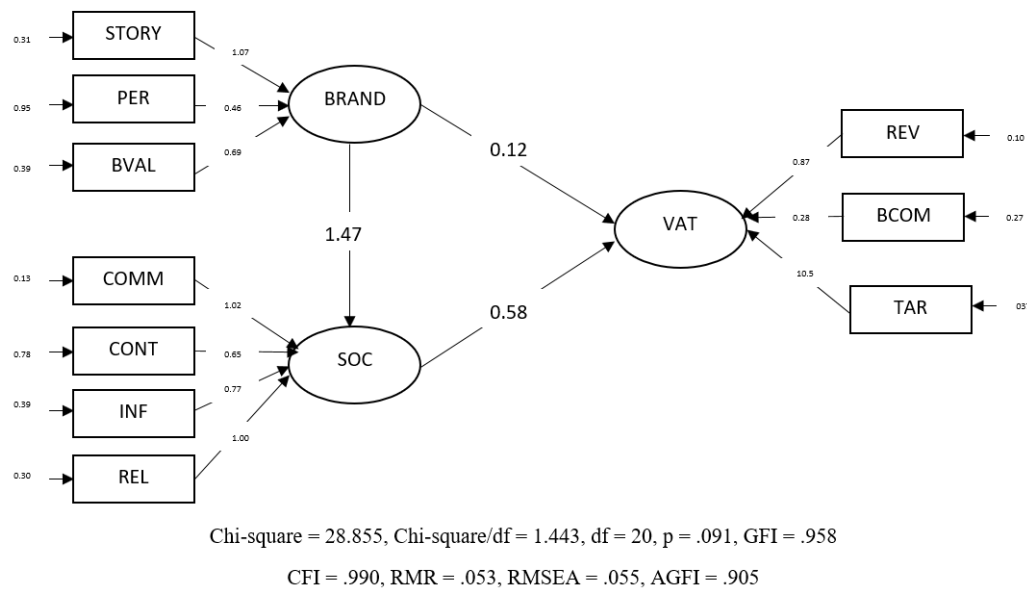 0.31
STORY
1.07
0.95
PER
0.46
BRAND
0.39
BVAL
0.69
0.12
1.47
VAT
0.87
REV
0.10
0.28
BCOM
0.27
10.5
TAR
03
0.13
COMM
1.02
0.78
CONT
0.65
SOC
0.58
0.39
INF
0.77
0.30
REL
1.00
Chi-square = 28.855, Chi-square/df = 1.443, df = 20, p = .091, GFI = .958
CFI = .990, RMR = .053, RMSEA = .055, AGFI = .905